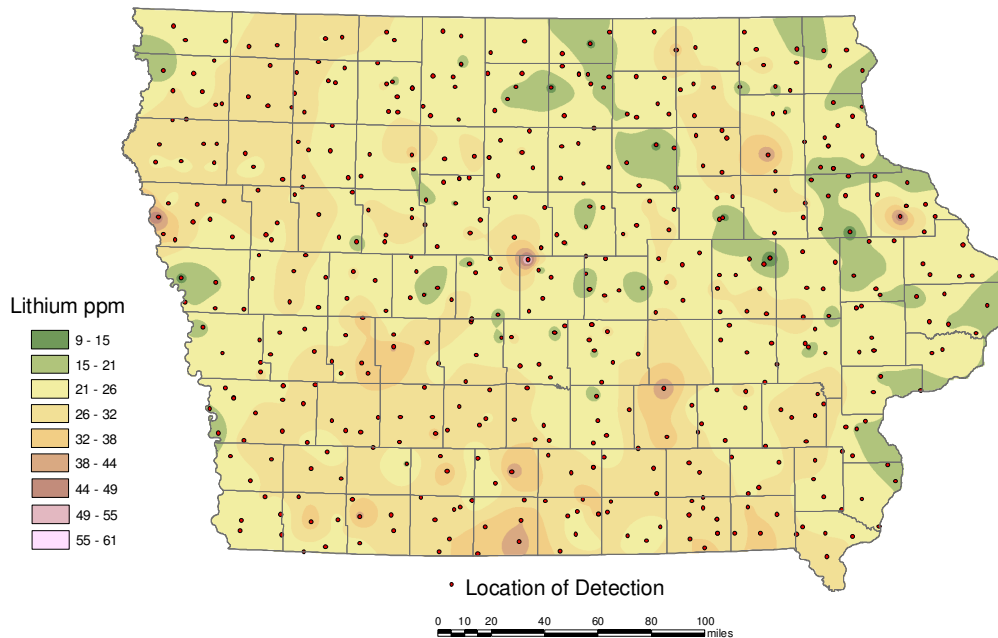 Lithium ppm
9 - 15
15 - 21
21 - 26
26 - 32
32 - 38
38 - 44
44 - 49
49 - 55
55 - 61
Location of Detection
0 20 40 60 80 100
miles